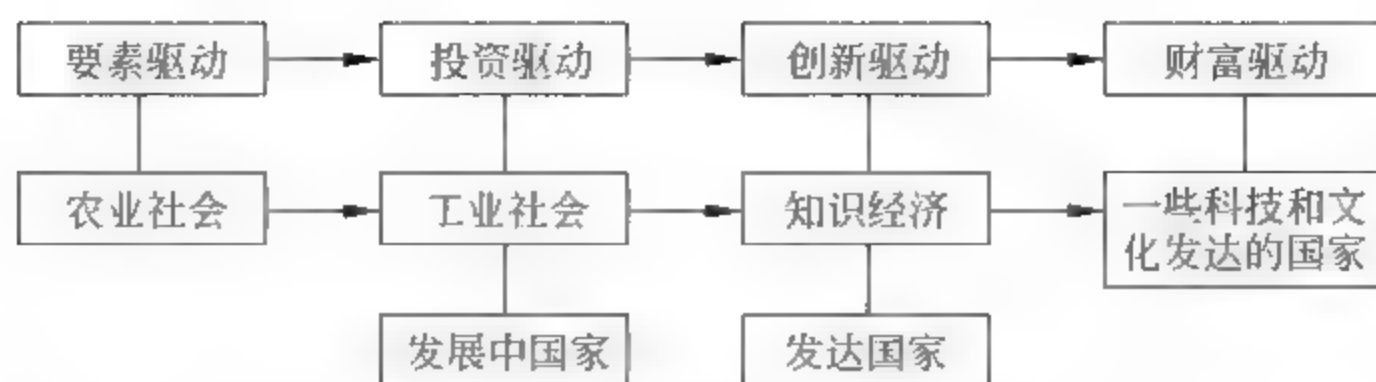 要素驱动
投资驱动
创新驱动
财富驱动
农业社会
工业社会
知识经济
一些科技和文
化发达的国家
发展中国家
发达国家